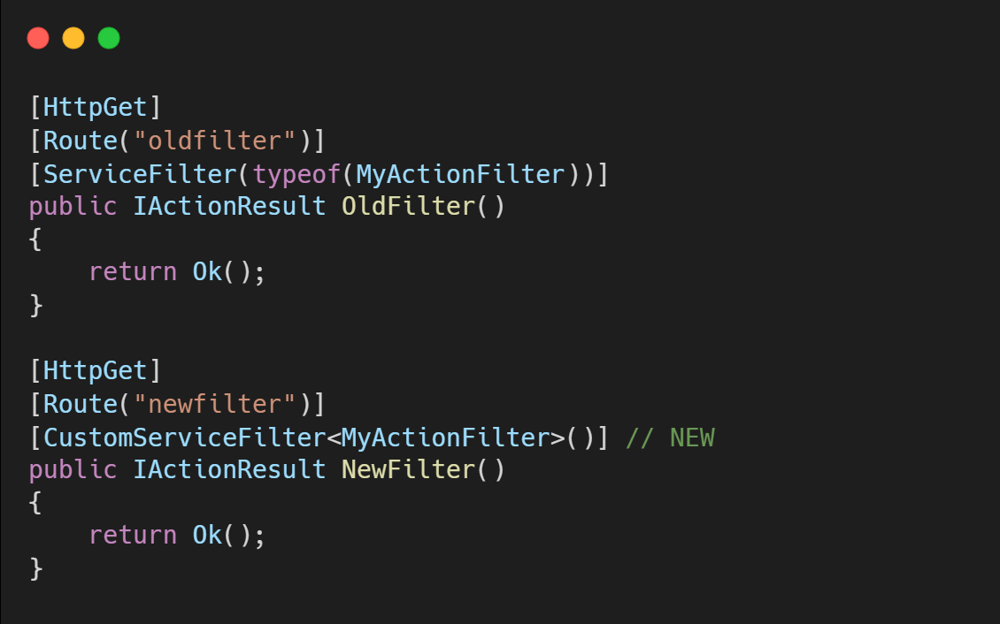 [HttpGet]
[Route("oldfilter")]
[ServiceFilter(typeof(MyActionFilter))]
public IActionResult OldFilter()
{
    return Ok();
}

[HttpGet]
[Route("newfilter")]
[CustomServiceFilter<MyActionFilter>()] // NEW
public IActionResult NewFilter()
{
    return Ok();
}